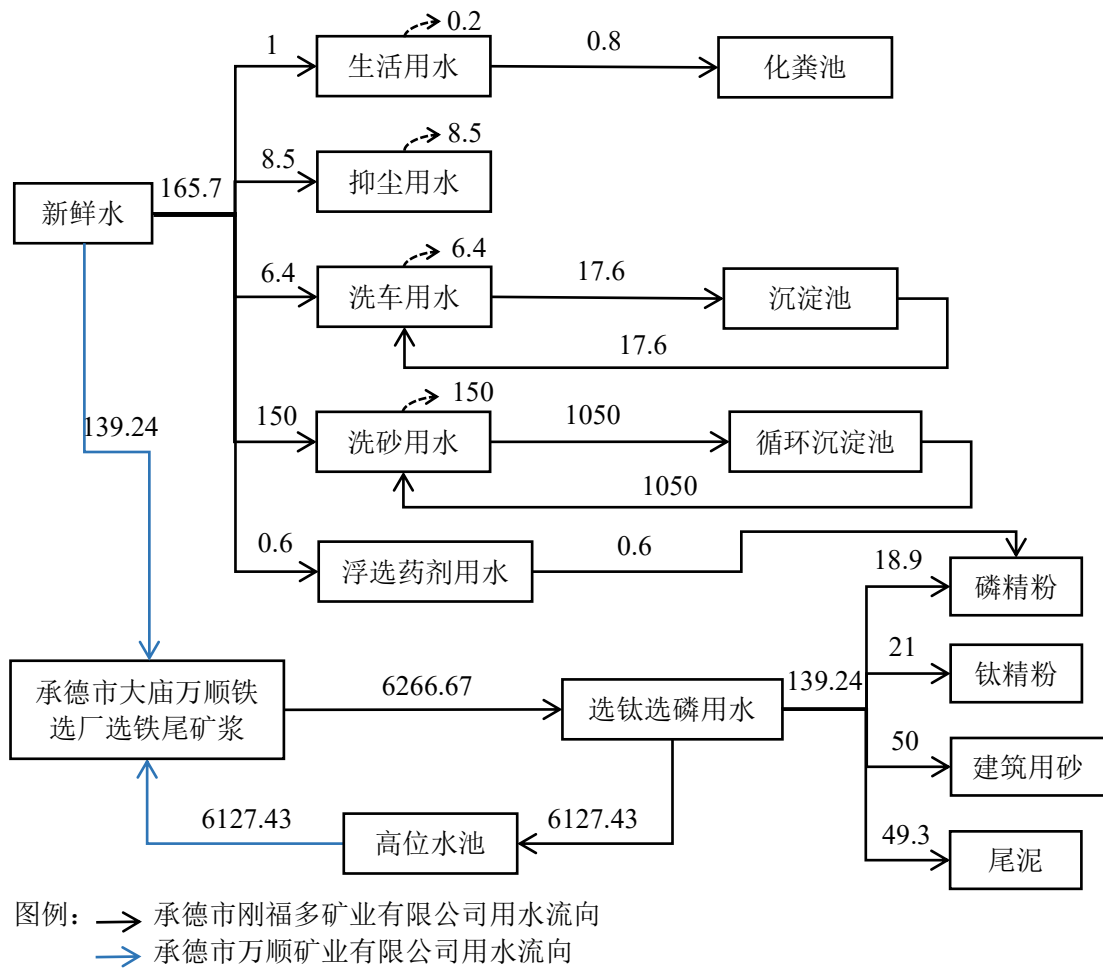 0.2
1
生活用水
0.8
化粪池
8.5
8.5
抑尘用水
新鲜水
165.7
6.4
6.4
洗车用水
17.6
沉淀池
17.6
139.24
150
150
洗砂用水
1050
循环沉淀池
1050
0.6
浮选药剂用水
0.6
18.9
磷精粉
承德市大庙万顺铁
选厂选铁尾矿浆
6266.67
选钛选磷用水
139.24
21
钛精粉
50
建筑用砂
6127.43
高位水池
6127.43
49.3
尾泥
图例：
承德市刚福多矿业有限公司用水流向
承德市万顺矿业有限公司用水流向